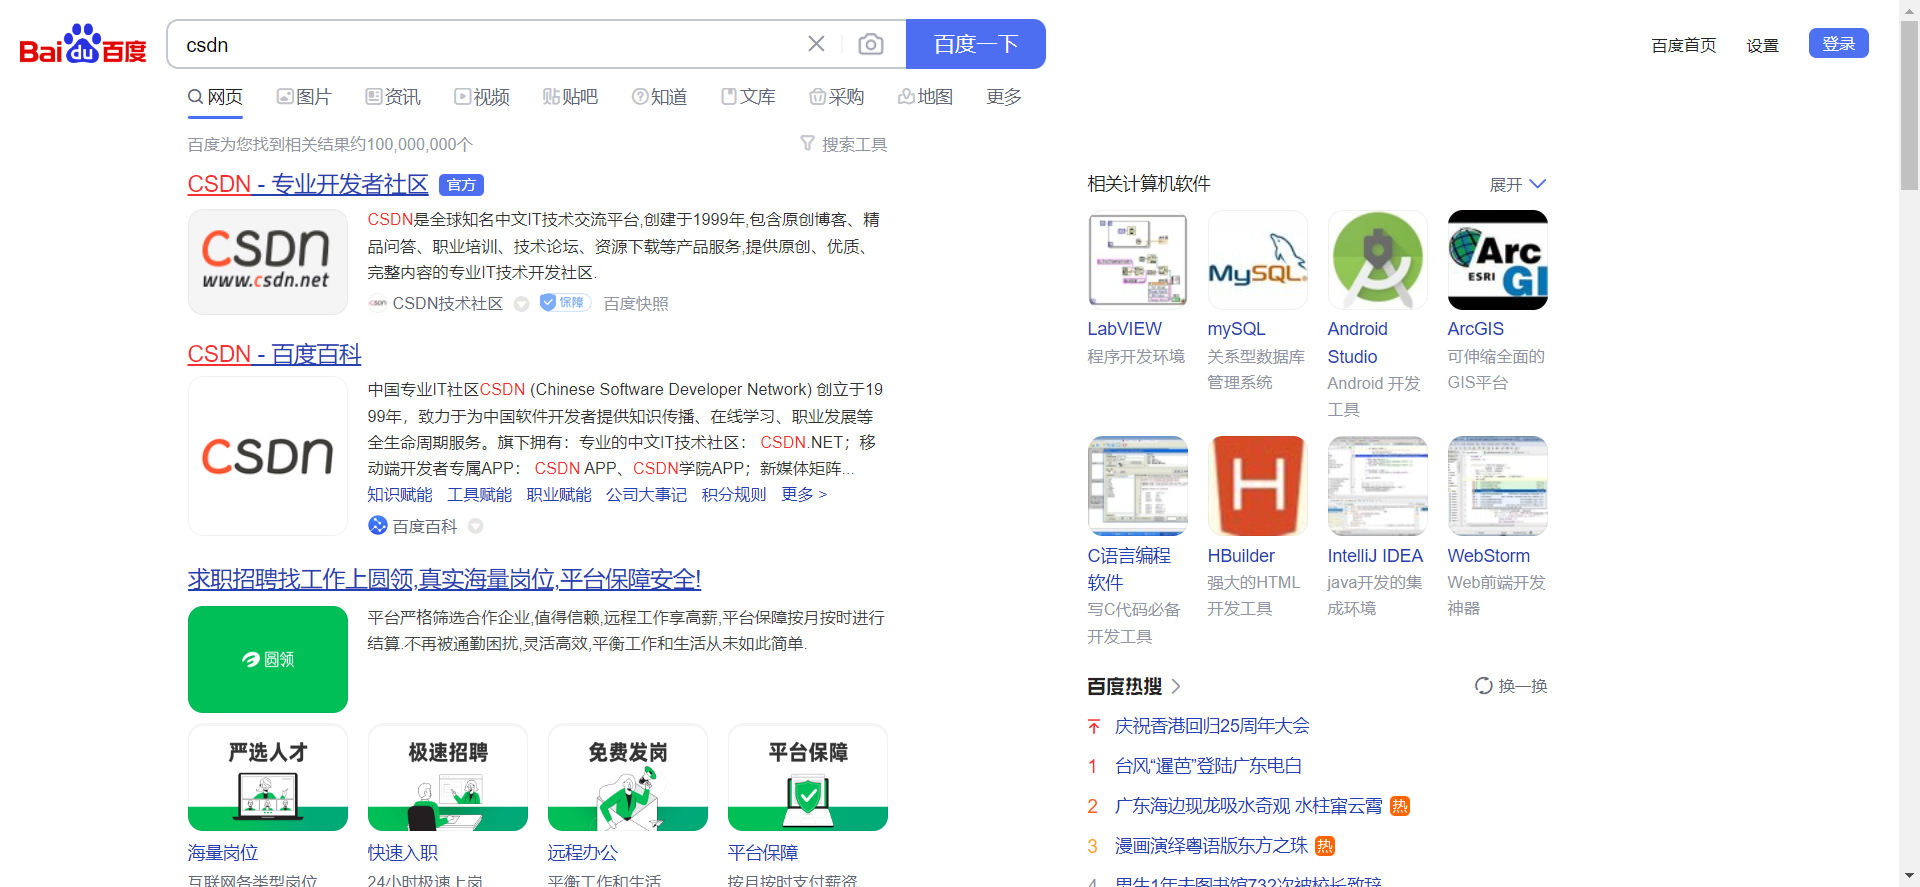 Bai du 百度
csdn
百度一下
百度首页
设置
登录
网页
图片
资讯
视频
贴吧
知道
文库
采购
地图
更多
百度为您找到相关结果约100,000,000个
搜索工具
CSDN - 专业开发者社区 官方
CSDN
www.csdn.net
CSDN是全球知名中文IT技术交流平台,创建于1999年,包含原创博客、精
品问答、职业培训、技术论坛、资源下载等产品服务,提供原创、优质、
完整内容的专业IT技术开发社区.
CSDN CSDN技术社区 保障 百度快照
CSDN - 百度百科
CSDN
中国专业IT社区CSDN (Chinese Software Developer Network) 创立于19
99年，致力于为中国软件开发者提供知识传播、在线学习、职业发展等
全生命周期服务。旗下拥有：专业的中文IT技术社区： CSDN.NET；移
动端开发者专属APP： CSDN APP、CSDN学院APP；新媒体矩阵...
知识赋能 工具赋能 职业赋能 公司大事记 积分规则 更多 >
百度百科
求职招聘找工作上圆领,真实海量岗位,平台保障安全!
圆领
平台严格筛选合作企业,值得信赖,远程工作享高薪,平台保障按月按时进行
结算.不再被通勤困扰,灵活高效,平衡工作和生活从未如此简单.
严选人才
极速招聘
免费发岗
平台保障
海量岗位
快速入职
远程办公
平台保障
互联网各类型岗位
24小时极速上岗
平衡工作和生活
按月按时支付薪资
相关计算机软件
展开
MySQL
Arc
ESRI
GI
LabVIEW
程序开发环境
mySQL
关系型数据库
管理系统
Android
Studio
Android 开发
工具
ArcGIS
可伸缩全面的
GIS平台
H
C语言编程
软件
写C代码必备
开发工具
HBuilder
强大的HTML
开发工具
IntelliJ IDEA
java开发的集
成环境
WebStorm
Web前端开发
神器
百度热搜
换一换
庆祝香港回归25周年大会
1 台风“暹芭”登陆广东电白
2 广东海边现龙吸水奇观 水柱窜云霄 热
3 漫画演绎粤语版东方之珠 热
4 男生1年去图书馆732次被校长致辞